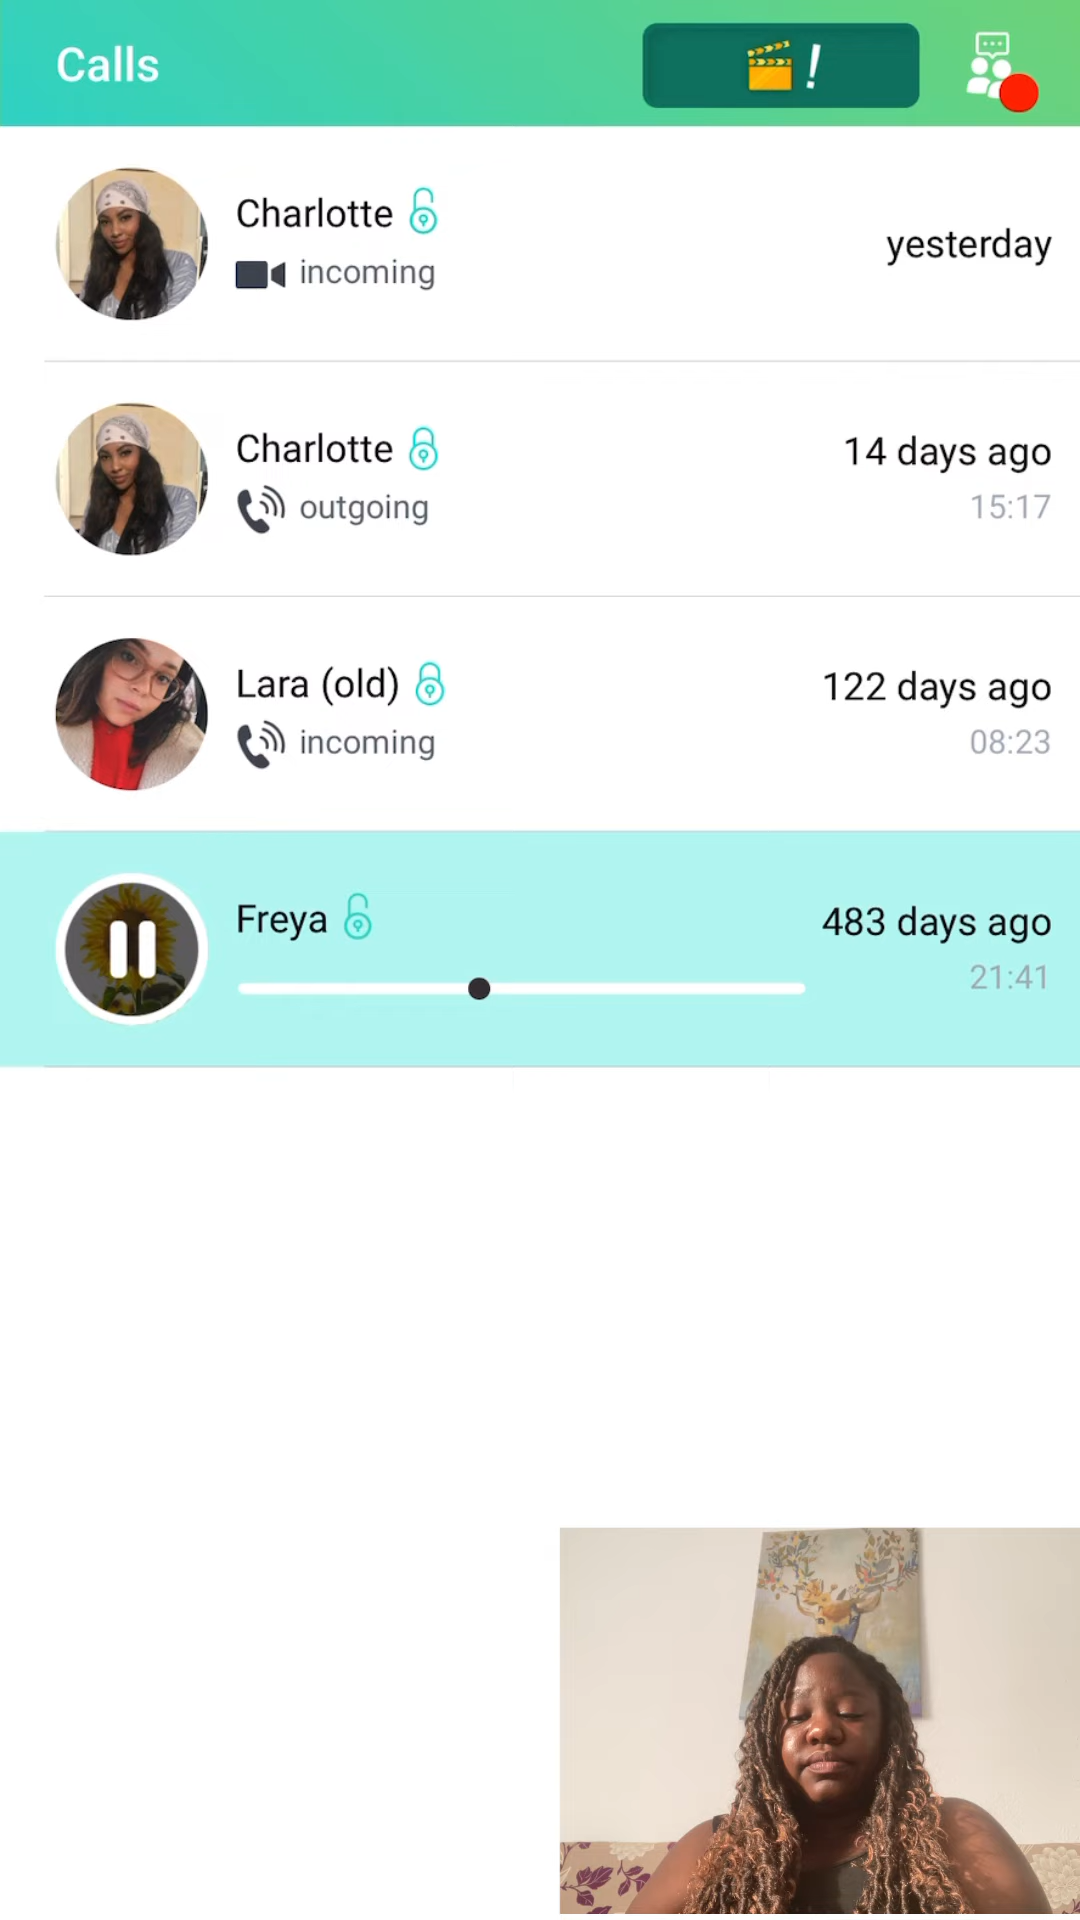 Calls
!
Charlotte
incoming
yesterday
Charlotte
outgoing
14 days ago
15:17
Lara (old)
incoming
122 days ago
08:23
Freya
483 days ago
21:41